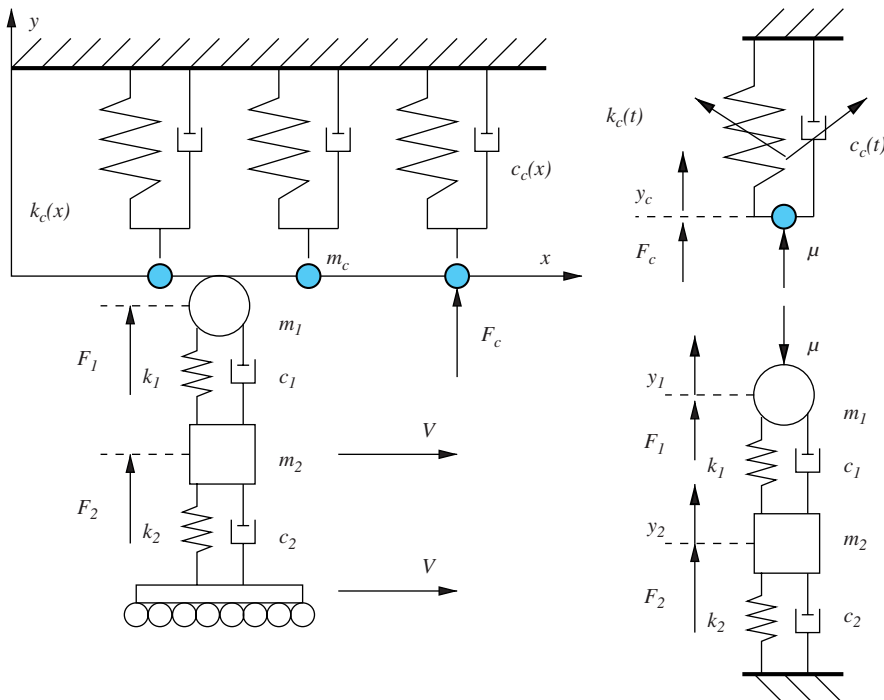 y
k_c(x)
c_c(x)
m_c
x
F_1
m_1
F_c
k_1
c_1
V
m_2
F_2
k_2
c_2
V
k_c(t)
c_c(t)
y_c
F_c
μ
μ
y_1
m_1
F_1
k_1
c_1
y_2
m_2
F_2
k_2
c_2